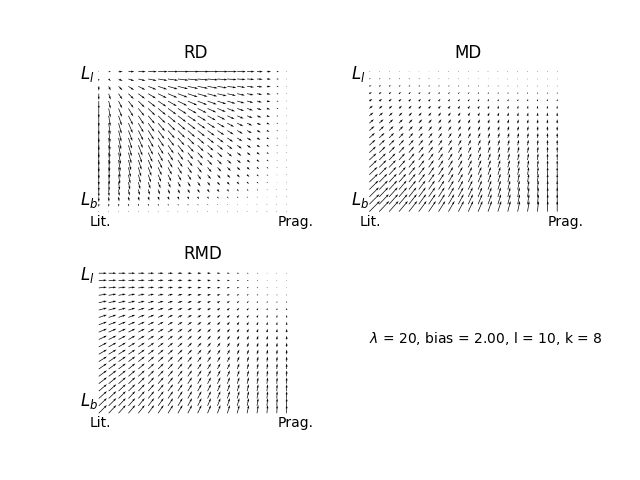 RD
MD
L_l
L_l
L_b
L_b
Lit.
Prag.
Lit.
Prag.
RMD
L_l
λ = 20, bias = 2.00, l = 10, k = 8
L_b
Lit.
Prag.